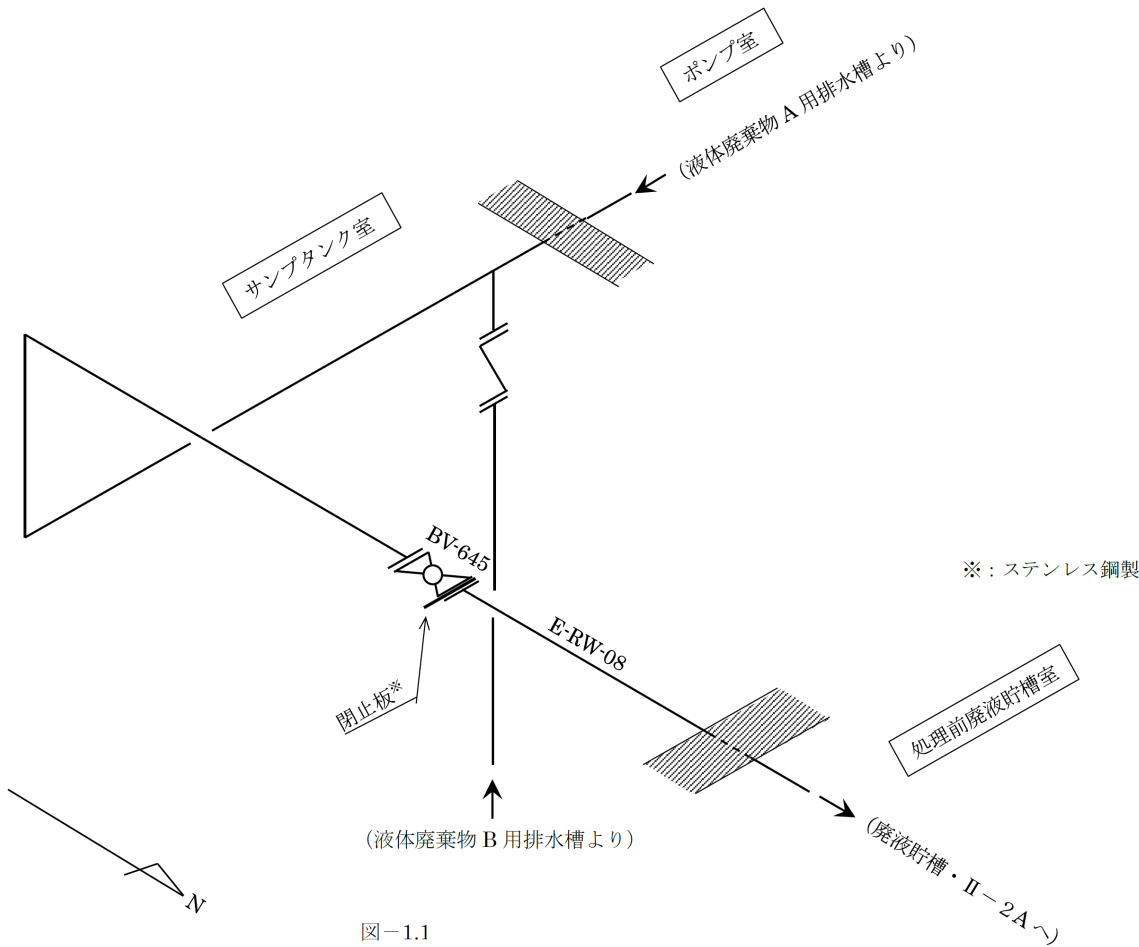 ポンプ室
(液体廃棄物 A 用排水槽より)
サンプタンク室
BV-645
※：ステンレス鋼製
E-RW-08
閉止板※
処理前廃液貯槽室
(液体廃棄物 B 用排水槽より)
(廃液貯槽・Ⅱ－2A へ)
N
図－1.1